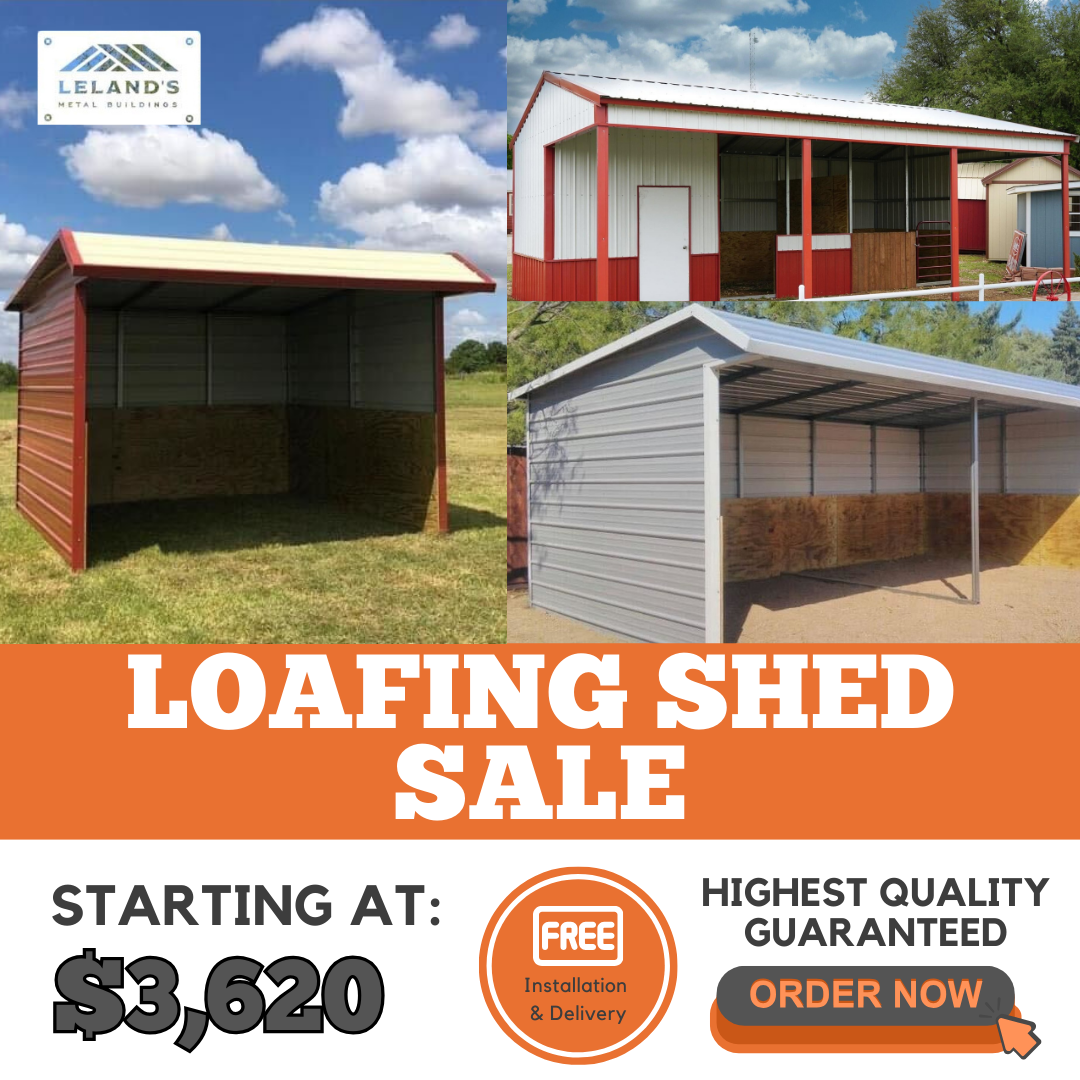 LELAND'S
METAL BUILDINGS
LOAFING SHED
SALE
STARTING AT:
$3,620
FREE
Installation
& Delivery
HIGHEST QUALITY
GUARANTEED
ORDER NOW